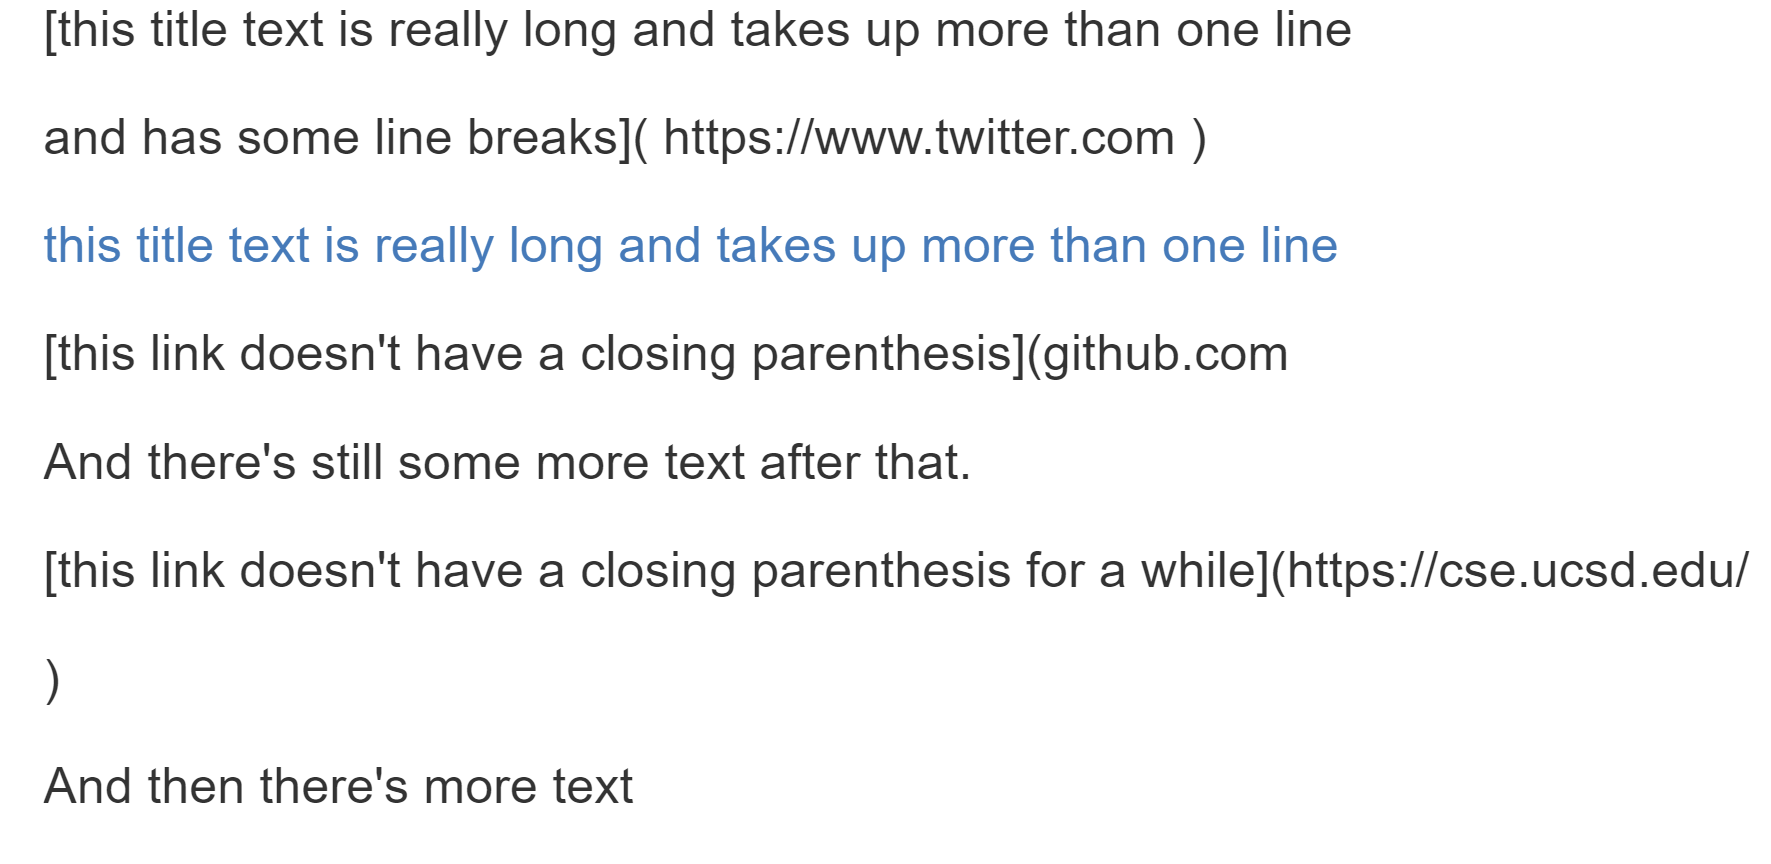 [this title text is really long and takes up more than one line
and has some line breaks]( https://www.twitter.com )
this title text is really long and takes up more than one line
[this link doesn't have a closing parenthesis](github.com
And there's still some more text after that.
[this link doesn't have a closing parenthesis for a while](https://cse.ucsd.edu/
)
And then there's more text